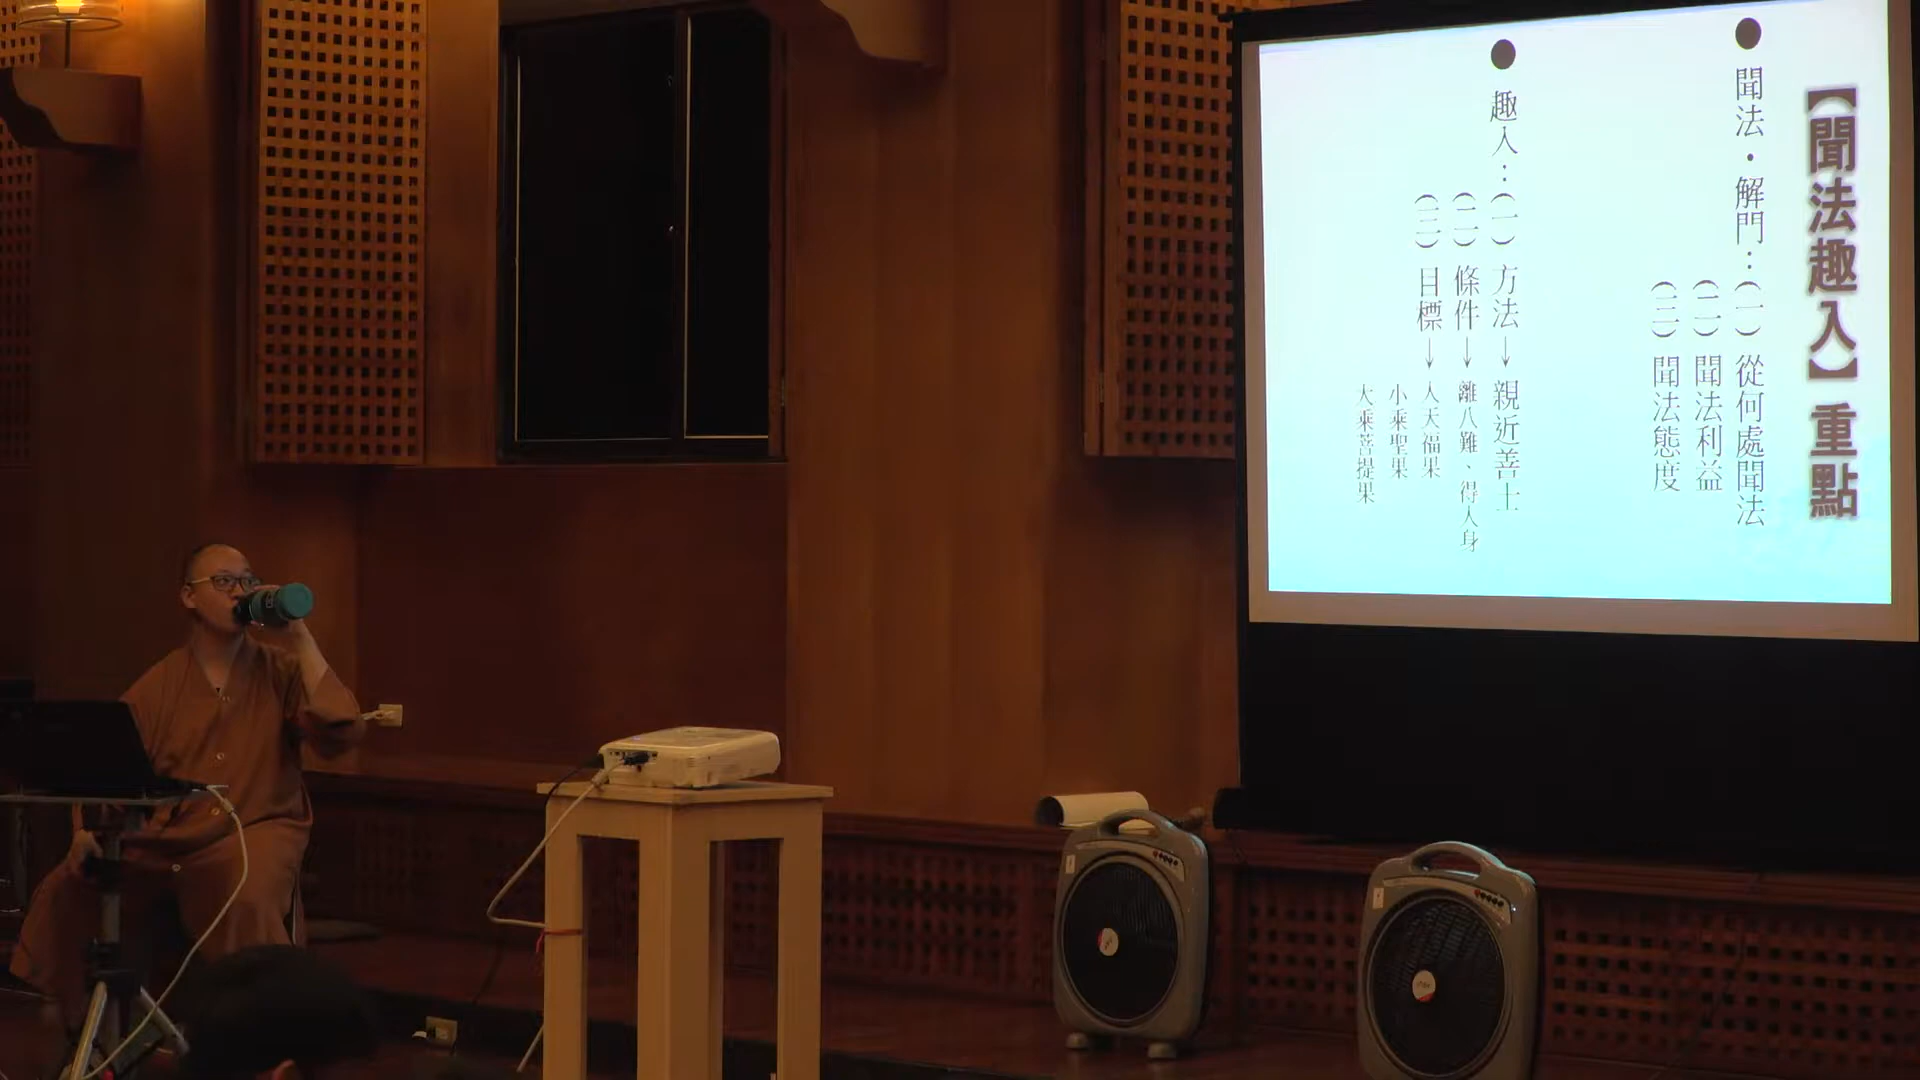 【聞法趣入】重點
●聞法・解門：(一) 從何處聞法
(二) 聞法利益
(三) 聞法態度
●趣入：(一) 方法→親近善士
(二) 條件→離八難、得人身
(三) 目標→人天福果
小乘聖果
大乘菩提果